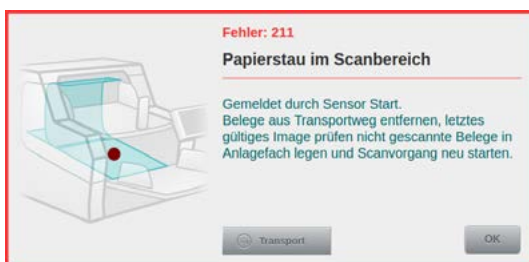 Fehler: 211
Papierstau im Scanbereich
Gemeldet durch Sensor Start.
Belege aus Transportweg entfernen, letztes
gültiges Image prüfen nicht gescannte Belege in
Anlagefach legen und Scanvorgang neu starten.
Transport
OK